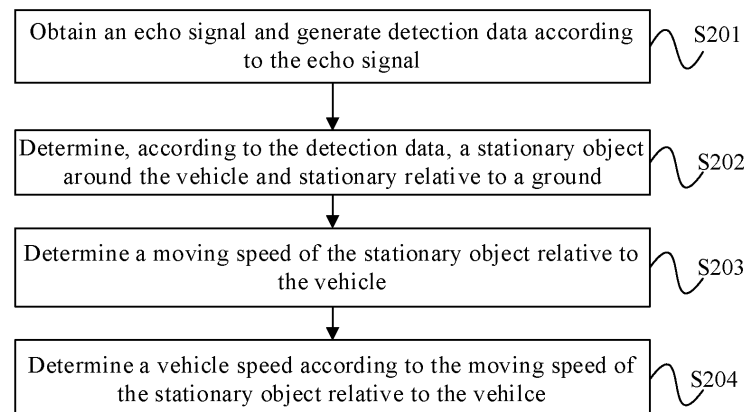 Obtain an echo signal and generate detection data according
to the echo signal
S201
Determine, according to the detection data, a stationary object
around the vehicle and stationary relative to a ground
S202
Determine a moving speed of the stationary object relative to
the vehicle
S203
Determine a vehicle speed according to the moving speed of
the stationary object relative to the vehilce
S204